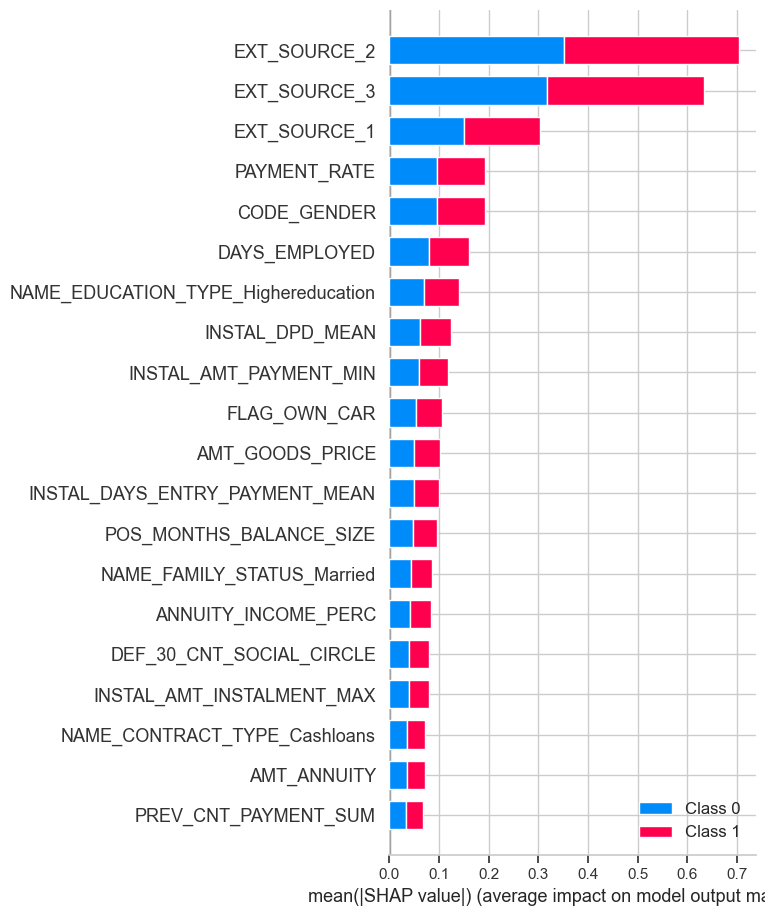 EXT_SOURCE_2
EXT_SOURCE_3
EXT_SOURCE_1
PAYMENT_RATE
CODE_GENDER
DAYS_EMPLOYED
NAME_EDUCATION_TYPE_Highereducation
INSTAL_DPD_MEAN
INSTAL_AMT_PAYMENT_MIN
FLAG_OWN_CAR
AMT_GOODS_PRICE
INSTAL_DAYS_ENTRY_PAYMENT_MEAN
POS_MONTHS_BALANCE_SIZE
NAME_FAMILY_STATUS_Married
ANNUITY_INCOME_PERC
DEF_30_CNT_SOCIAL_CIRCLE
INSTAL_AMT_INSTALMENT_MAX
NAME_CONTRACT_TYPE_Cashloans
AMT_ANNUITY
PREV_CNT_PAYMENT_SUM
Class 0
Class 1
0.0 0.1 0.2 0.3 0.4 0.5 0.6 0.7
mean(|SHAP value|) (average impact on model output ma